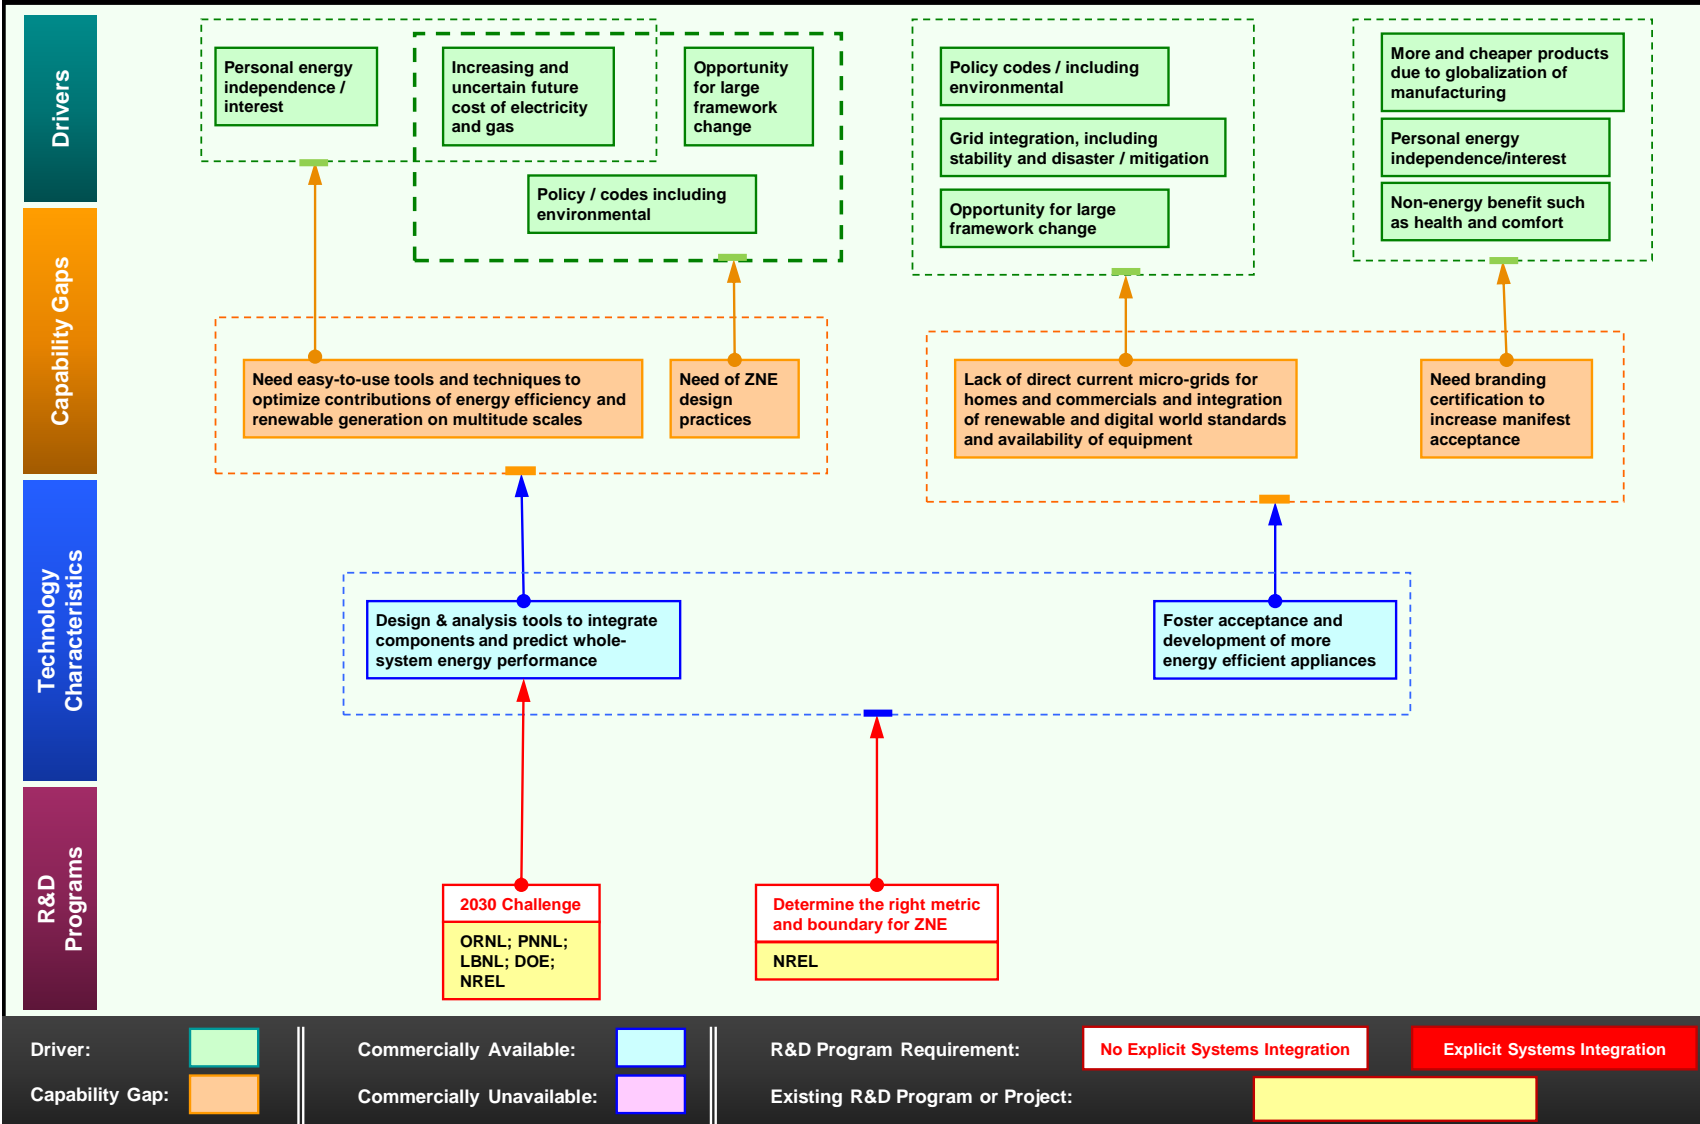 Drivers
Personal energy
independence /
interest
Increasing and
uncertain future
cost of electricity
and gas
Opportunity
for large
framework
change
Policy / codes including
environmental
Policy codes / including
environmental
Grid integration, including
stability and disaster / mitigation
Opportunity for large
framework change
More and cheaper products
due to globalization of
manufacturing
Personal energy
independence/interest
Non-energy benefit such
as health and comfort
Capability Gaps
Need easy-to-use tools and techniques to
optimize contributions of energy efficiency and
renewable generation on multitude scales
Need of ZNE
design
practices
Lack of direct current micro-grids for
homes and commercials and integration
of renewable and digital world standards
and availability of equipment
Need branding
certification to
increase manifest
acceptance
Technology
Characteristics
Design & analysis tools to integrate
components and predict whole-
system energy performance
Foster acceptance and
development of more
energy efficient appliances
R&D
Programs
2030 Challenge
ORNL; PNNL;
LBNL; DOE;
NREL
Determine the right metric
and boundary for ZNE
NREL
Driver:
Capability Gap:
Commercially Available:
Commercially Unavailable:
R&D Program Requirement:
No Explicit Systems Integration
Explicit Systems Integration
Existing R&D Program or Project: